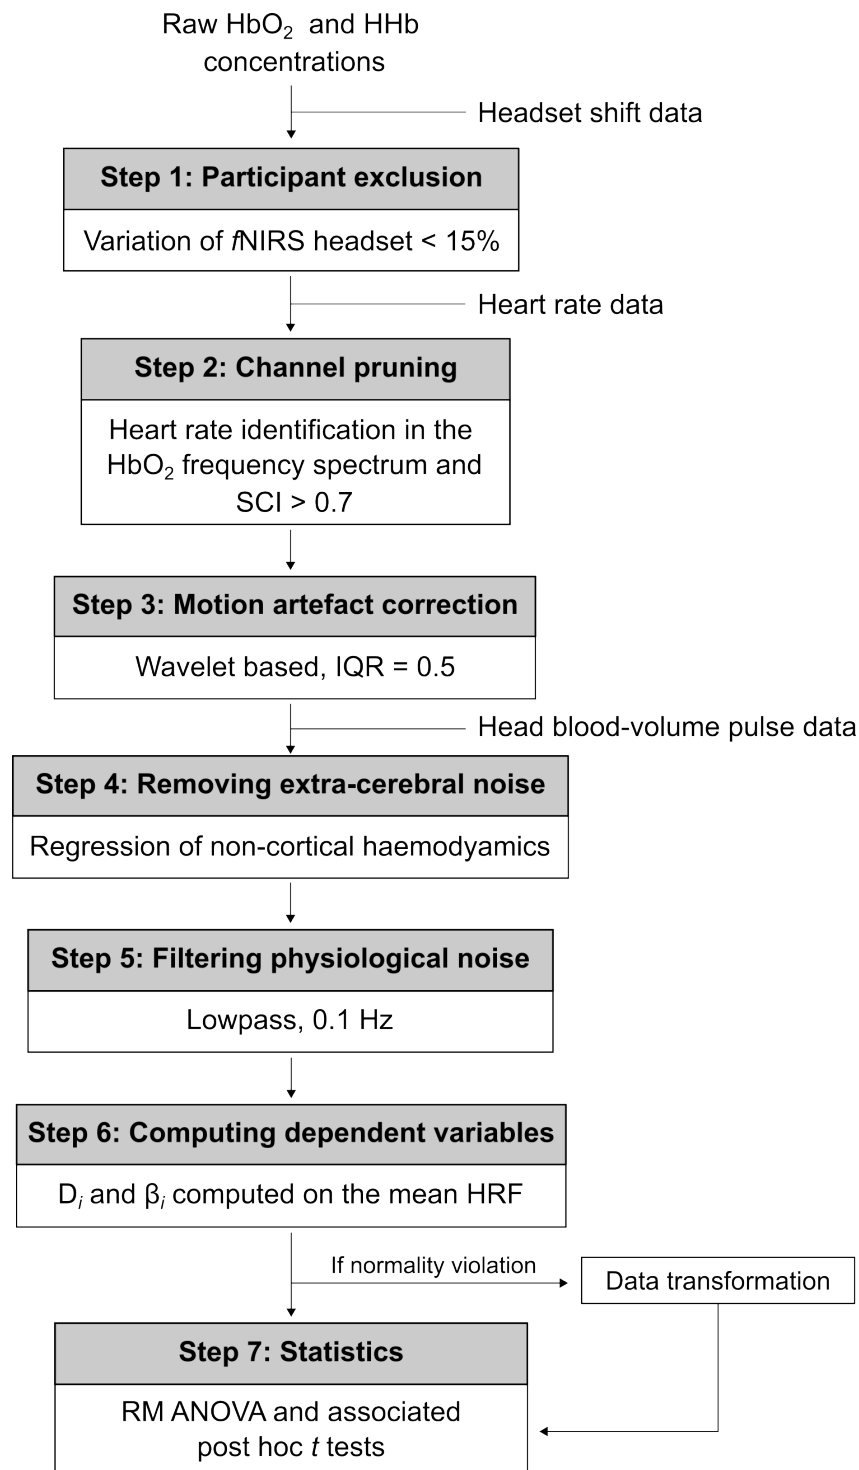 Raw HbO₂ and HHb
concentrations
Headset shift data
Step 1: Participant exclusion
Variation of fNIRS headset < 15%
Heart rate data
Step 2: Channel pruning
Heart rate identification in the
HbO₂ frequency spectrum and
SCI > 0.7
Step 3: Motion artefact correction
Wavelet based, IQR = 0.5
Head blood-volume pulse data
Step 4: Removing extra-cerebral noise
Regression of non-cortical haemodyamics
Step 5: Filtering physiological noise
Lowpass, 0.1 Hz
Step 6: Computing dependent variables
Dᵢ and βᵢ computed on the mean HRF
If normality violation
Data transformation
Step 7: Statistics
RM ANOVA and associated
post hoc t tests